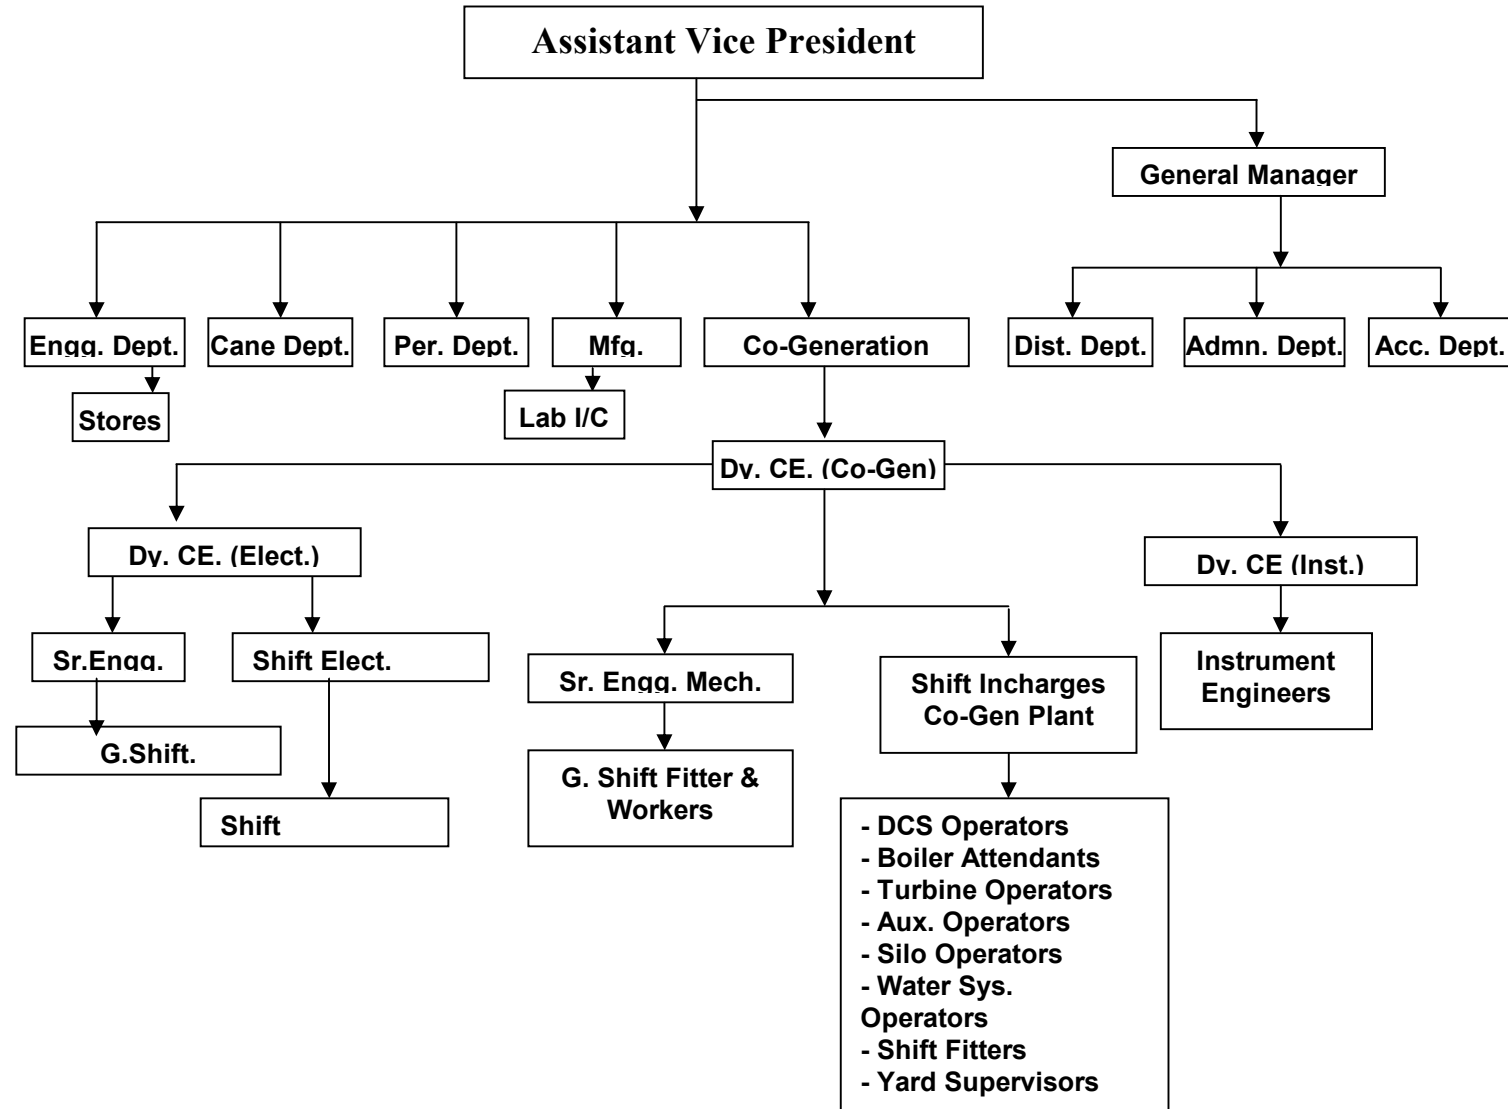 Assistant Vice President
General Manager
Engg. Dept.
Cane Dept.
Per. Dept.
Mfg.
Co-Generation
Dist. Dept.
Admn. Dept.
Acc. Dept.
Stores
Lab I/C
Dy. CE. (Co-Gen)
Dy. CE. (Elect.)
Dy. CE (Inst.)
Sr.Engg.
Shift Elect.
Sr. Engg. Mech.
Shift Incharges
Co-Gen Plant
Instrument
Engineers
G.Shift.
Shift
G. Shift Fitter &
Workers
- DCS Operators
- Boiler Attendants
- Turbine Operators
- Aux. Operators
- Silo Operators
- Water Sys.
Operators
- Shift Fitters
- Yard Supervisors